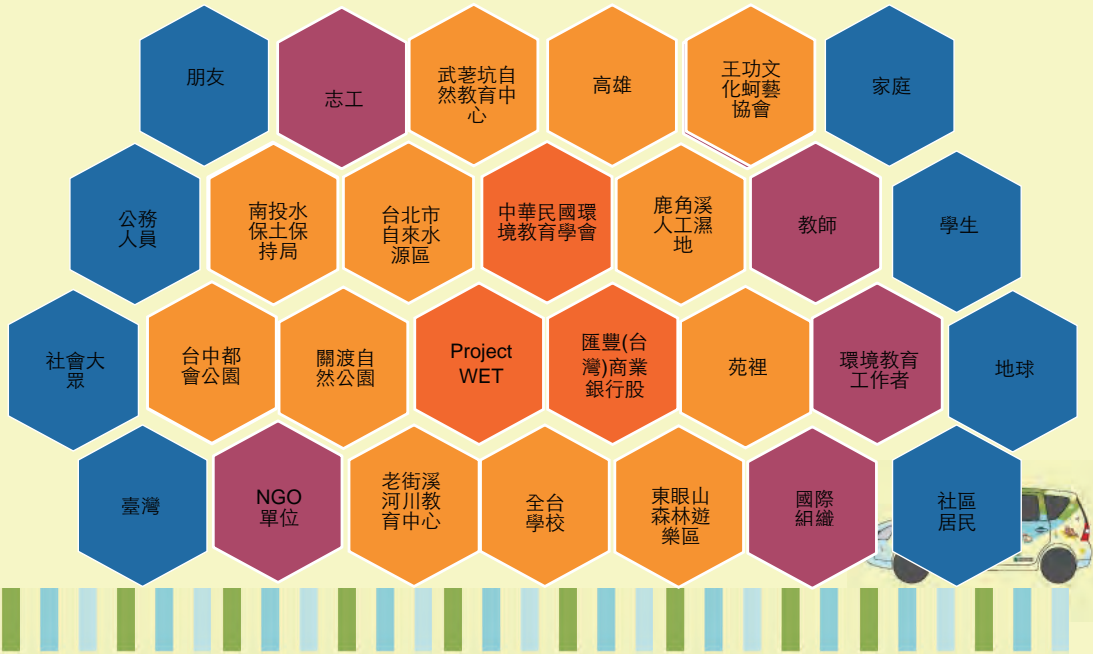 朋友
志工
武荖坑自
然教育中
心
高雄
王功文
化蚵藝
協會
家庭
公務
人員
南投水
保土保
持局
台北市
自來水
源區
中華民國環
境教育學會
鹿角溪
人工濕
地
教師
學生
社會大
眾
台中都
會公園
關渡自
然公園
Project
WET
匯豐(台
灣)商業
銀行股
苑裡
環境教育
工作者
地球
臺灣
NGO
單位
老街溪
河川教
育中心
全台
學校
東眼山
森林遊
樂區
國際
組織
社區
居民